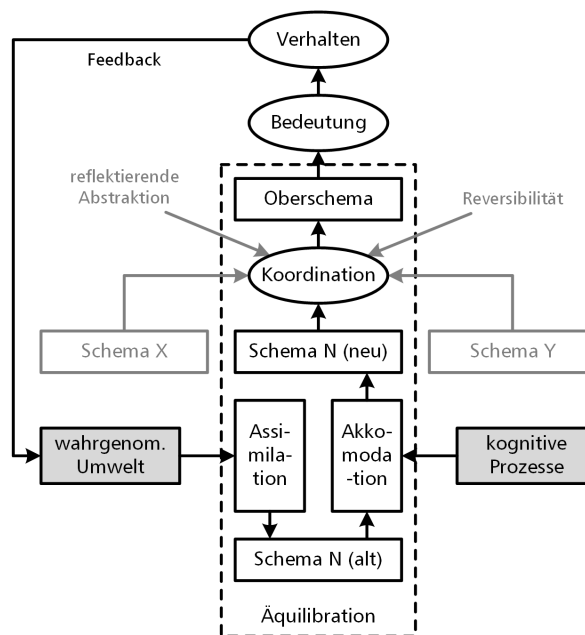 Verhalten
Feedback
Bedeutung
reflektierende
Abstraktion
Oberschema
Reversibilität
Koordination
Schema X
Schema N (neu)
Schema Y
wahrgenom.
Umwelt
Assi-
milat-
tion
Akko-
moda
-tion
kognitive
Prozesse
Schema N (alt)
Äquilibration